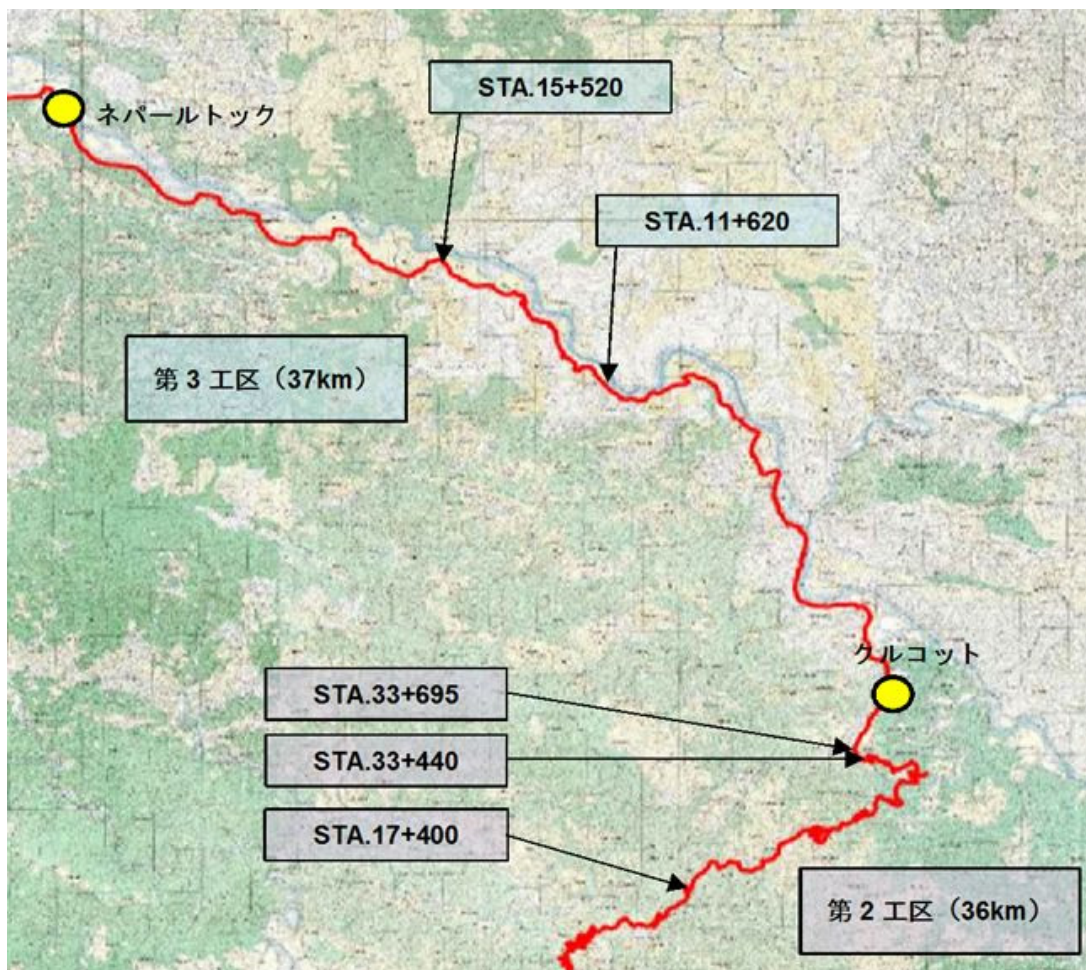 STA.15+520
ネパールトック
STA.11+620
第 3 工区（37km）
クルコット
STA.33+695
STA.33+440
STA.17+400
第 2 工区（36km）